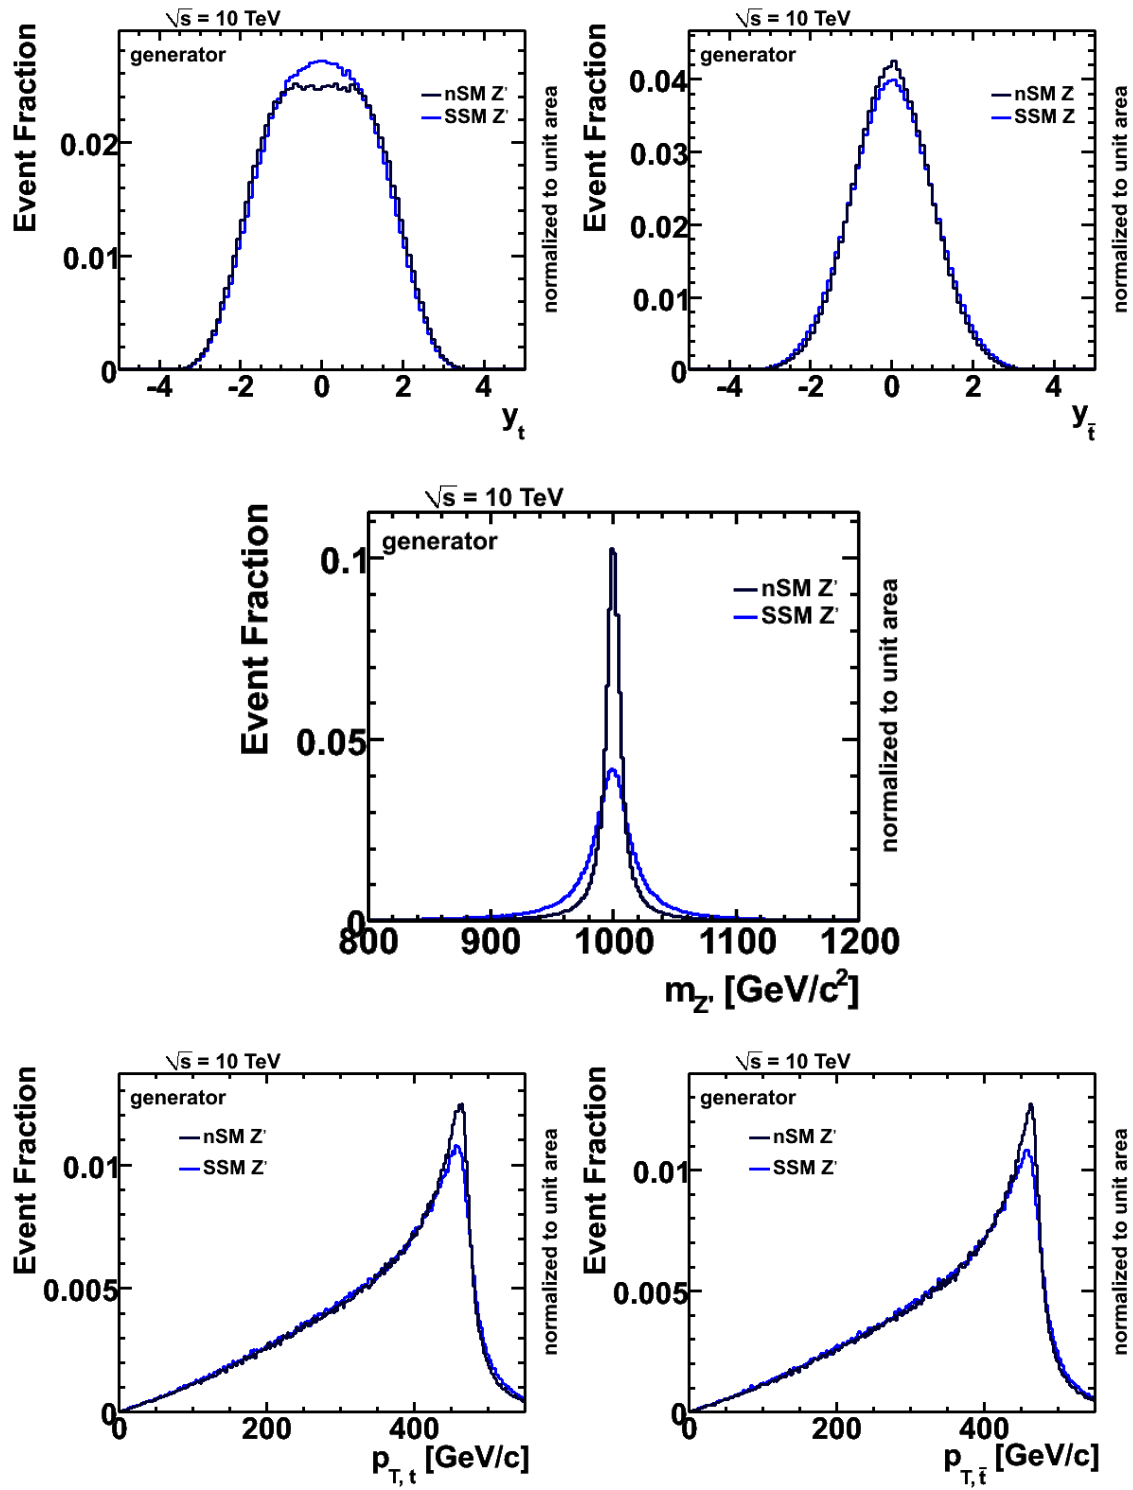 √s = 10 TeV
generator
nSM Z'
SSM Z'
Event Fraction
normalized to unit area
0.02
0.01
0
-4 -2 0 2 4
y_t
√s = 10 TeV
generator
nSM Z
SSM Z
Event Fraction
normalized to unit area
0.04
0.03
0.02
0.01
0
-4 -2 0 2 4
y_t̄
√s = 10 TeV
generator
nSM Z'
SSM Z'
Event Fraction
normalized to unit area
0.1
0.05
0
800 900 1000 1100 1200
m_Z' [GeV/c²]
√s = 10 TeV
generator
nSM Z'
SSM Z'
Event Fraction
normalized to unit area
0.01
0.005
0
0 200 400
p_T, t [GeV/c]
√s = 10 TeV
generator
nSM Z'
SSM Z'
Event Fraction
normalized to unit area
0.01
0.005
0
0 200 400
p_T, t̄ [GeV/c]